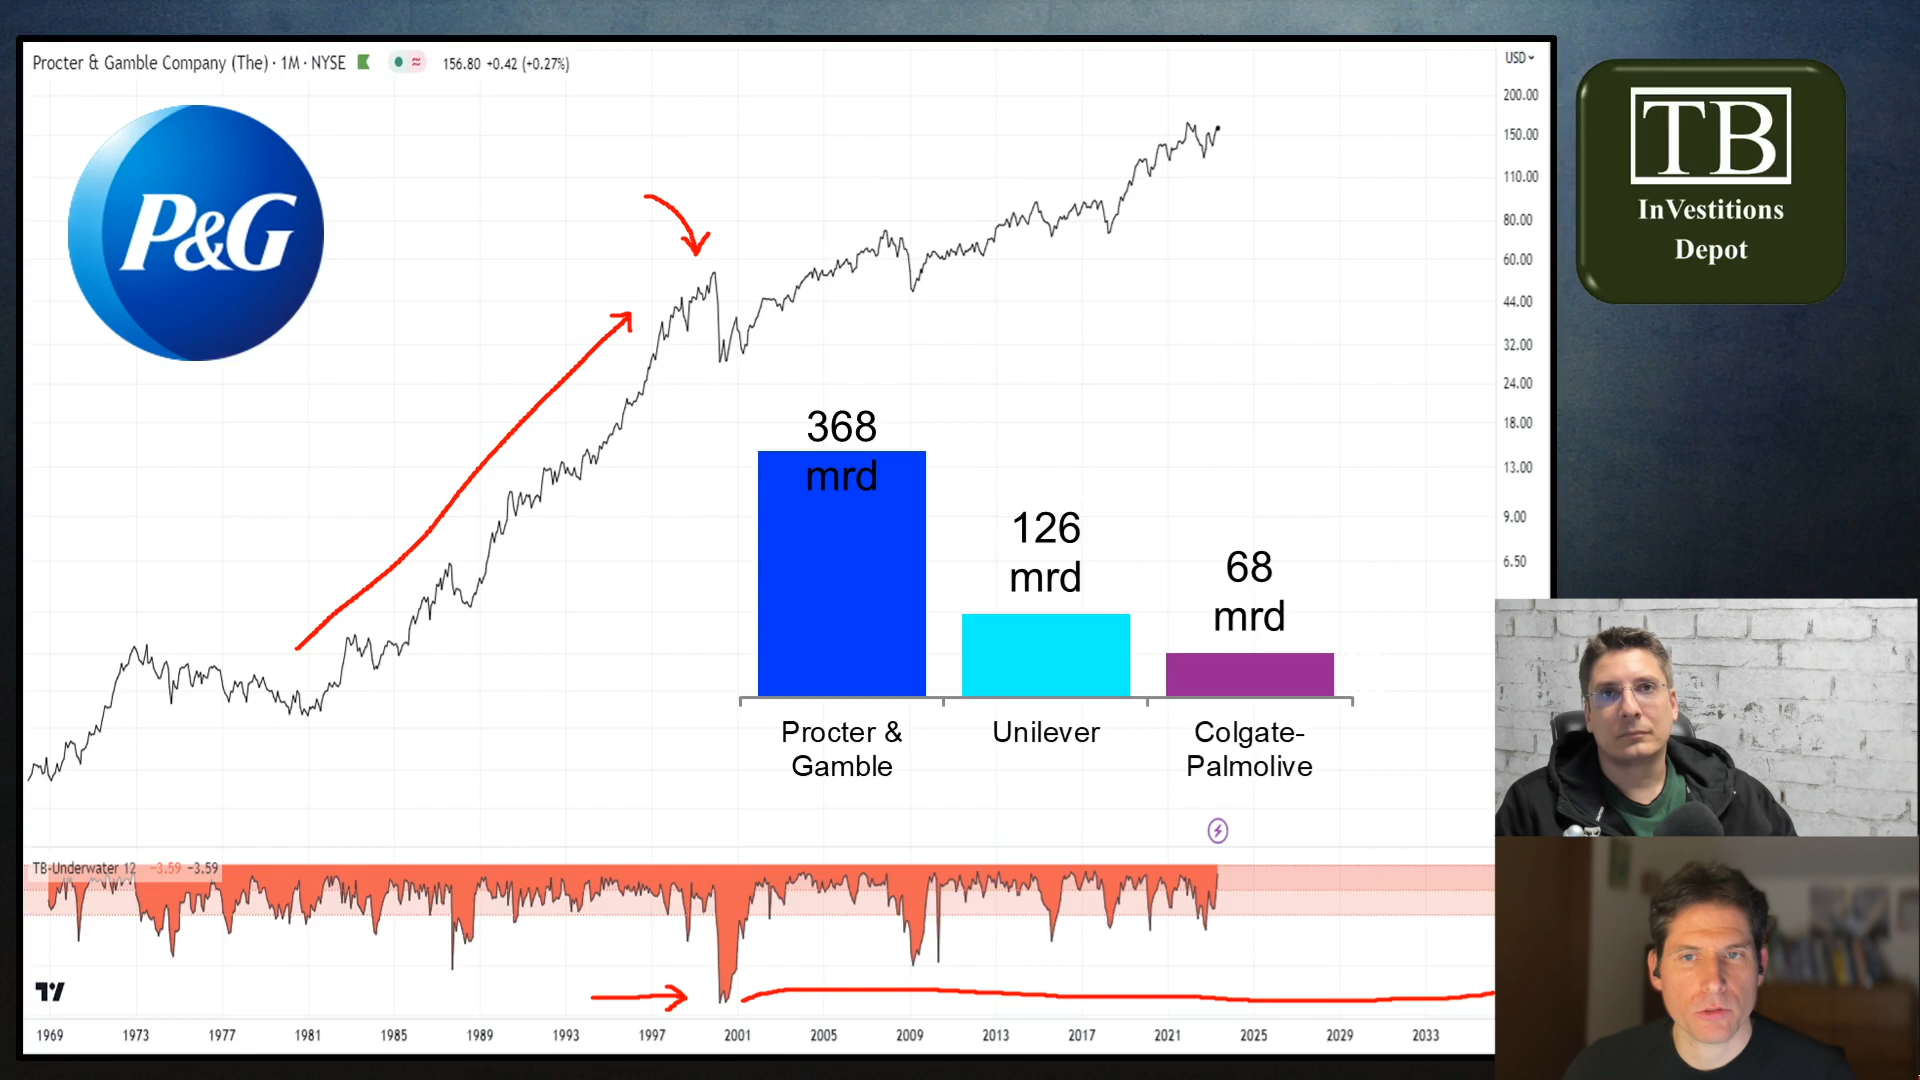 Procter & Gamble Company (The) · 1M · NYSE 156.80 +0.42 (+0.27%)
USD
200.00
150.00
110.00
80.00
60.00
44.00
32.00
24.00
18.00
13.00
9.00
6.50
P&G
TB
InVestitions
Depot
368
mrd
126
mrd
68
mrd
Procter &
Gamble
Unilever
Colgate-
Palmolive
TB-Underwater 12 −3.59 −3.59
1969 1973 1977 1981 1985 1989 1993 1997 2001 2005 2009 2013 2017 2021 2025 2029 2033